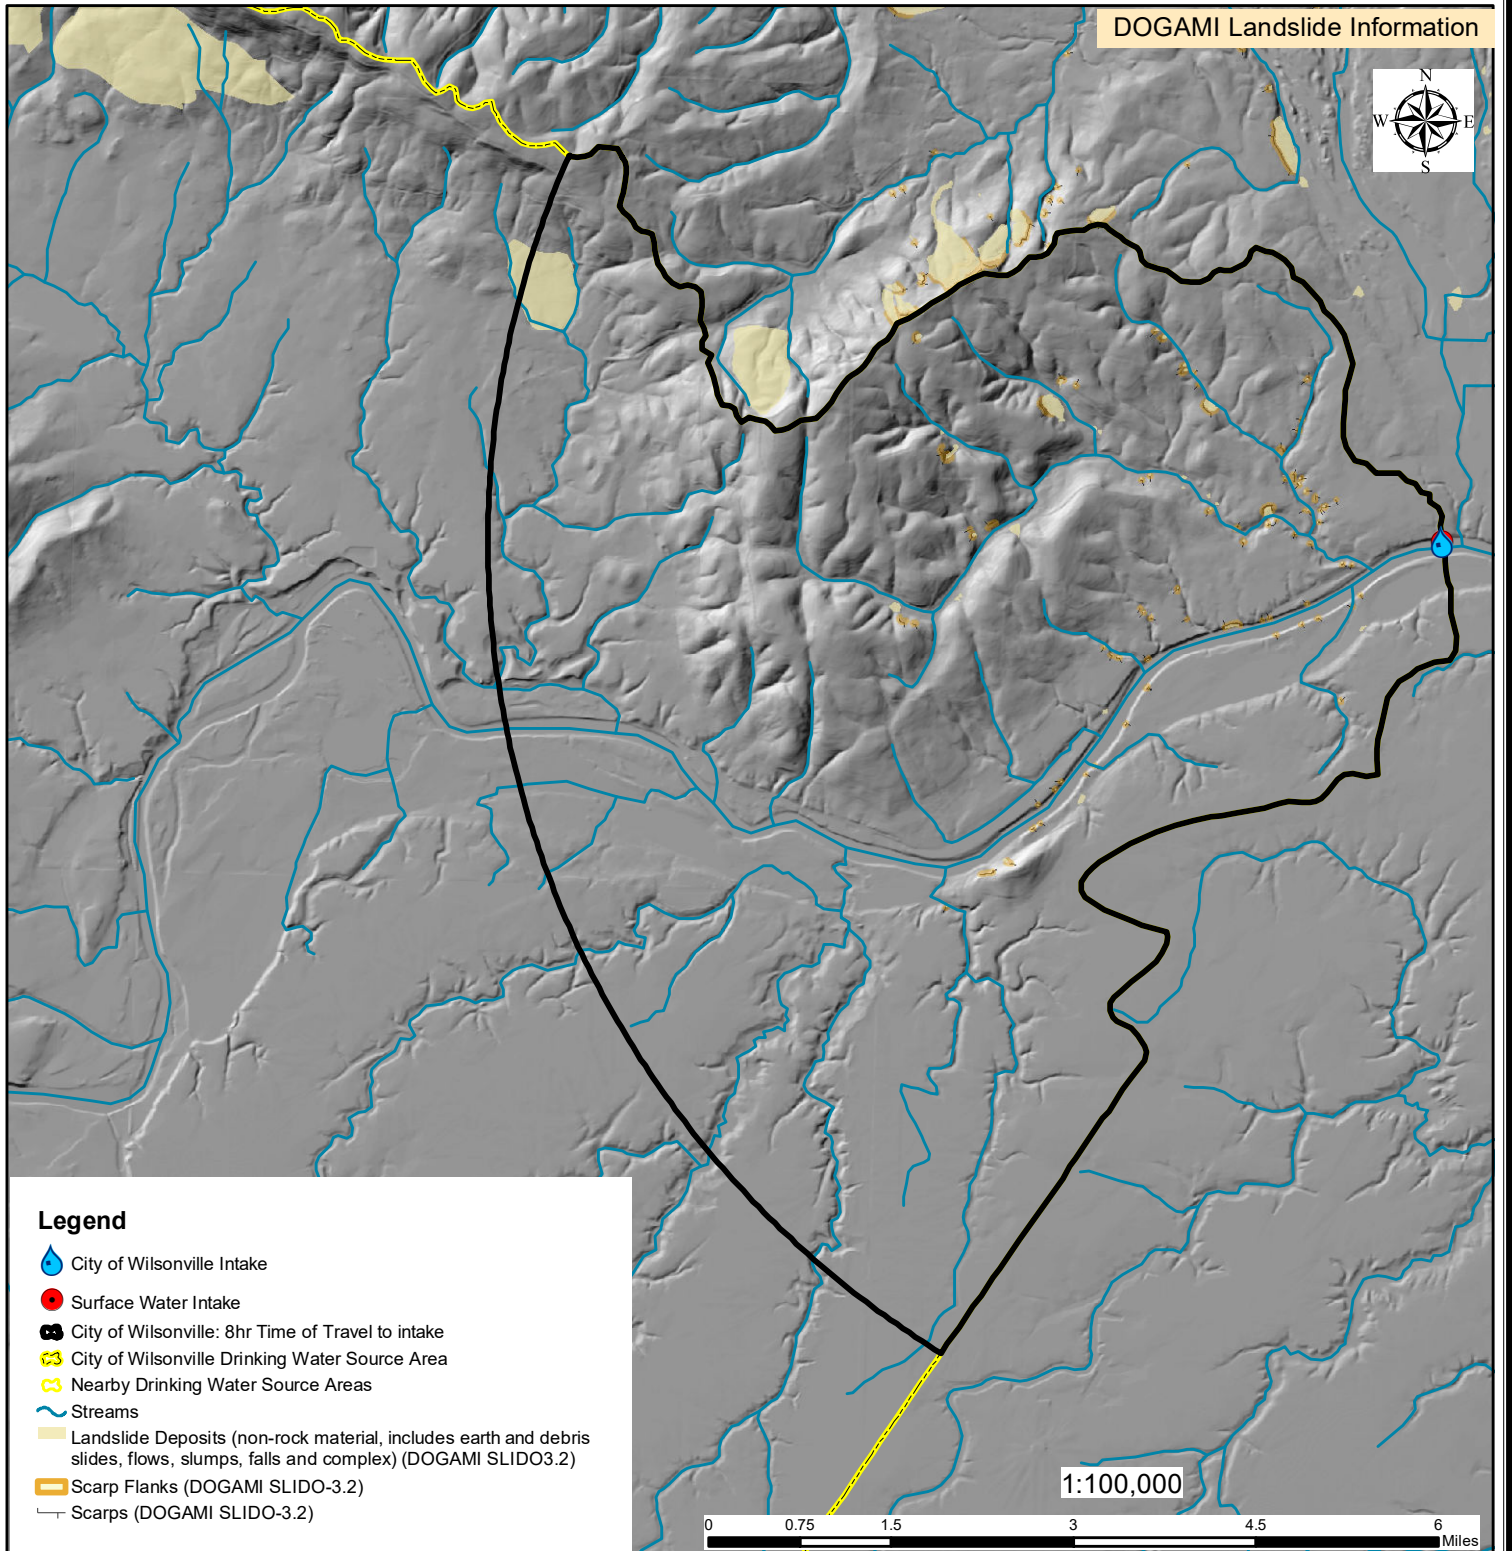 DOGAMI Landslide Information
N
W E
S
Legend
City of Wilsonville Intake
Surface Water Intake
City of Wilsonville: 8hr Time of Travel to intake
City of Wilsonville Drinking Water Source Area
Nearby Drinking Water Source Areas
Streams
Landslide Deposits (non-rock material, includes earth and debris
slides, flows, slumps, falls and complex) (DOGAMI SLIDO3.2)
Scarp Flanks (DOGAMI SLIDO-3.2)
Scarps (DOGAMI SLIDO-3.2)
1:100,000
0 0.75 1.5 3 4.5 6
Miles